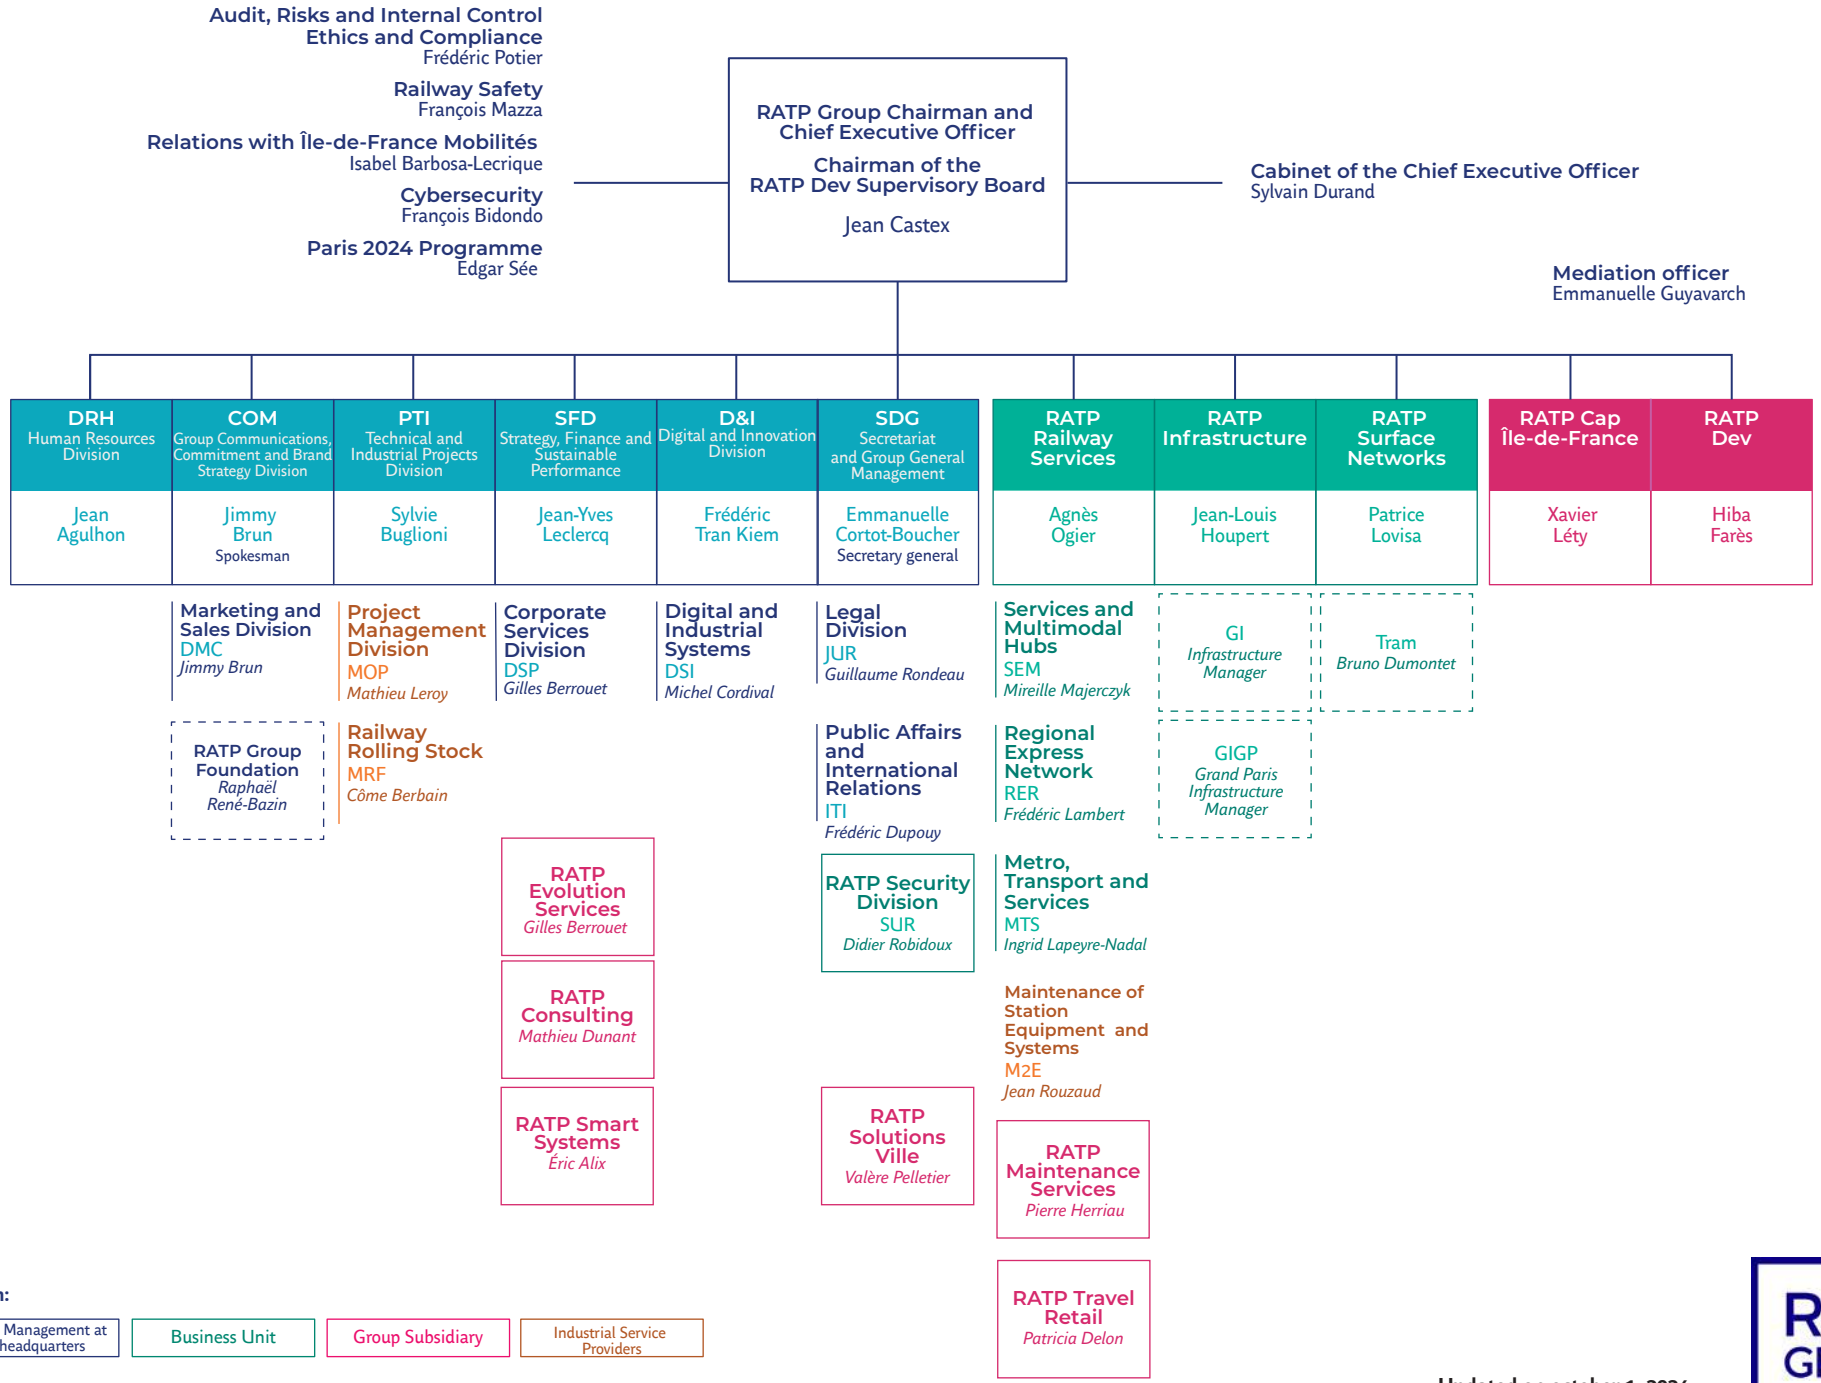 Audit, Risks and Internal Control
Ethics and Compliance
Frédéric Potier
Railway Safety
François Mazza
Relations with Île-de-France Mobilités
Isabel Barbosa-Lecrique
Cybersecurity
François Bidondo
Paris 2024 Programme
Edgar Sée
RATP Group Chairman and
Chief Executive Officer
Chairman of the
RATP Dev Supervisory Board
Jean Castex
Cabinet of the Chief Executive Officer
Sylvain Durand
Mediation officer
Emmanuelle Guyavarch
DRH
Human Resources
Division
Jean
Agulhon
COM
Group Communications,
Commitment and Brand
Strategy Division
Jimmy
Brun
Spokesman
Marketing and
Sales Division
DMC
Jimmy Brun
RATP Group
Foundation
Raphaël
René-Bazin
PTI
Technical and
Industrial Projects
Division
Sylvie
Buglioni
Project
Management
Division
MOP
Mathieu Leroy
Railway
Rolling Stock
MRF
Côme Berbain
SFD
Strategy, Finance and
Sustainable
Performance
Jean-Yves
Leclercq
Corporate
Services
Division
DSP
Gilles Berrouet
RATP
Evolution
Services
Gilles Berrouet
RATP
Consulting
Mathieu Dunant
RATP Smart
Systems
Éric Alix
D&I
Digital and Innovation
Division
Frédéric
Tran Kiem
Digital and
Industrial
Systems
DSI
Michel Cordival
SDG
Secretariat
and Group General
Management
Emmanuelle
Cortot-Boucher
Secretary general
Legal
Division
JUR
Guillaume Rondeau
Public Affairs
and
International
Relations
ITI
Frédéric Dupouy
RATP Security
Division
SUR
Didier Robidoux
RATP
Solutions
Ville
Valère Pelletier
RATP
Railway
Services
Agnès
Ogier
Services and
Multimodal
Hubs
SEM
Mireille Majerczyk
Regional
Express
Network
RER
Frédéric Lambert
Metro,
Transport and
Services
MTS
Ingrid Lapeyre-Nadal
Maintenance of
Station
Equipment and
Systems
M2E
Jean Rouzaud
RATP
Maintenance
Services
Pierre Herriau
RATP Travel
Retail
Patricia Delon
RATP
Infrastructure
Jean-Louis
Houpert
GI
Infrastructure
Manager
GIGP
Grand Paris
Infrastructure
Manager
RATP
Surface
Networks
Patrice
Lovisa
Tram
Bruno Dumontet
RATP Cap
Île-de-France
Xavier
Léty
RATP
Dev
Hiba
Farès
Management at
headquarters
Business Unit
Group Subsidiary
Industrial Service
Providers
Updated on october 1, 2024